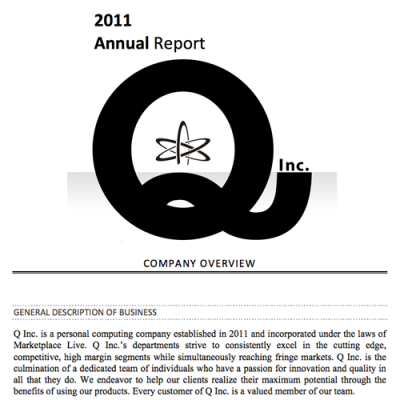 2011
Annual Report
Q Inc.
COMPANY OVERVIEW
GENERAL DESCRIPTION OF BUSINESS
Q Inc. is a personal computing company established in 2011 and incorporated under the laws of
Marketplace Live. Q Inc.'s departments strive to consistently excel in the cutting edge,
competitive, high margin segments while simultaneously reaching fringe markets. Q Inc. is the
culmination of a dedicated team of individuals who have a passion for innovation and quality in
all that they do. We endeavor to help our clients realize their maximum potential through the
benefits of using our products. Every customer of Q Inc. is a valued member of our team.